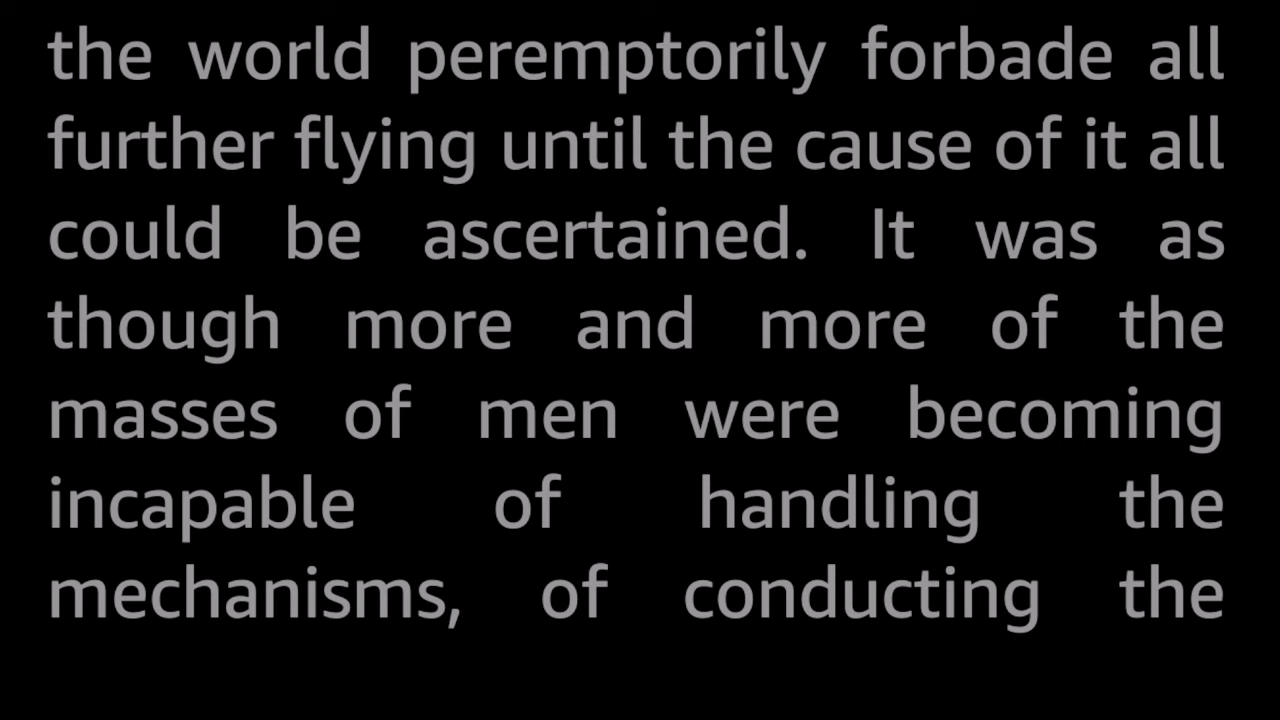 the world peremptorily forbade all
further flying until the cause of it all
could be ascertained. It was as
though more and more of the
masses of men were becoming
incapable of handling the
mechanisms, of conducting the